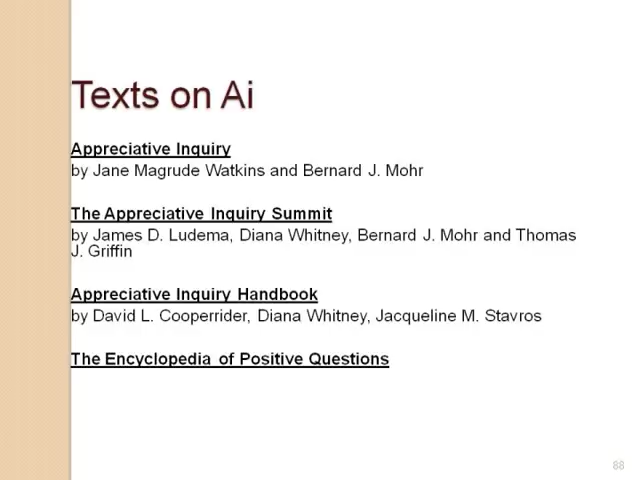 Texts on Ai
Appreciative Inquiry
by Jane Magrude Watkins and Bernard J. Mohr
The Appreciative Inquiry Summit
by James D. Ludema, Diana Whitney, Bernard J. Mohr and Thomas
J. Griffin
Appreciative Inquiry Handbook
by David L. Cooperrider, Diana Whitney, Jacqueline M. Stavros
The Encyclopedia of Positive Questions
88